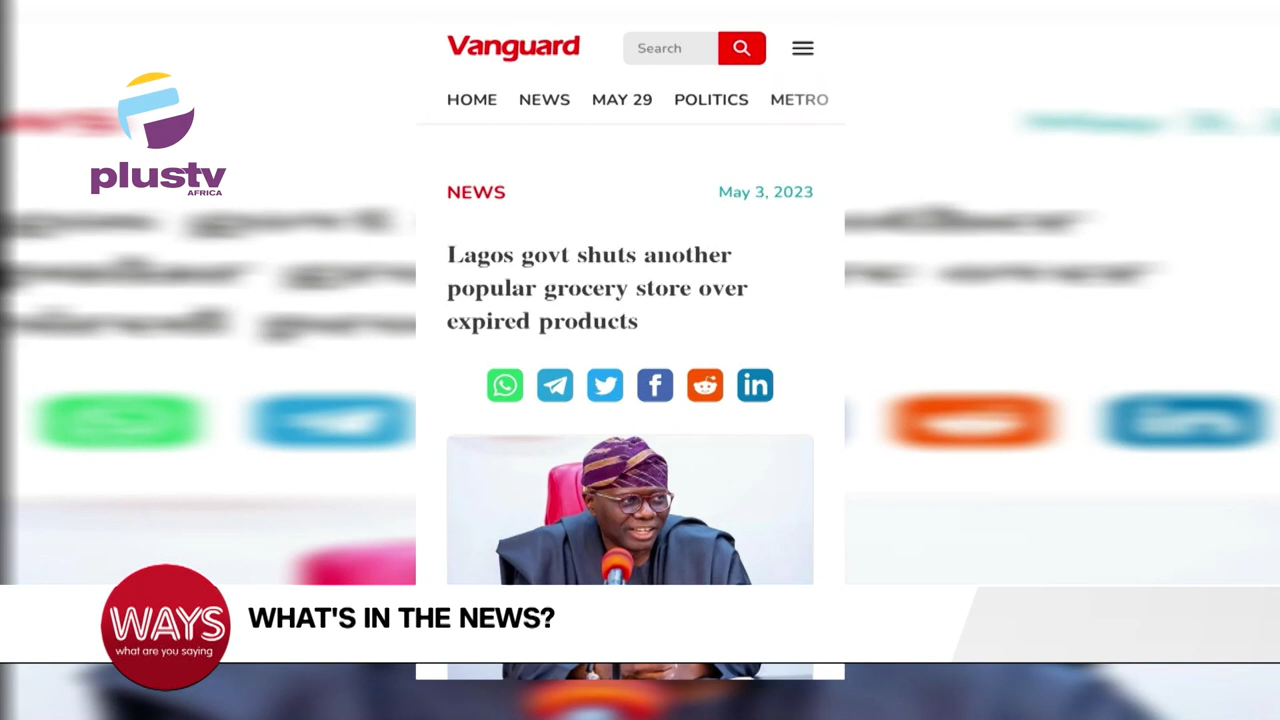 plustv
AFRICA
Vanguard
Search
HOME NEWS MAY 29 POLITICS METRO
NEWS
May 3, 2023
Lagos govt shuts another
popular grocery store over
expired products
WAYS
what are you saying
WHAT'S IN THE NEWS?